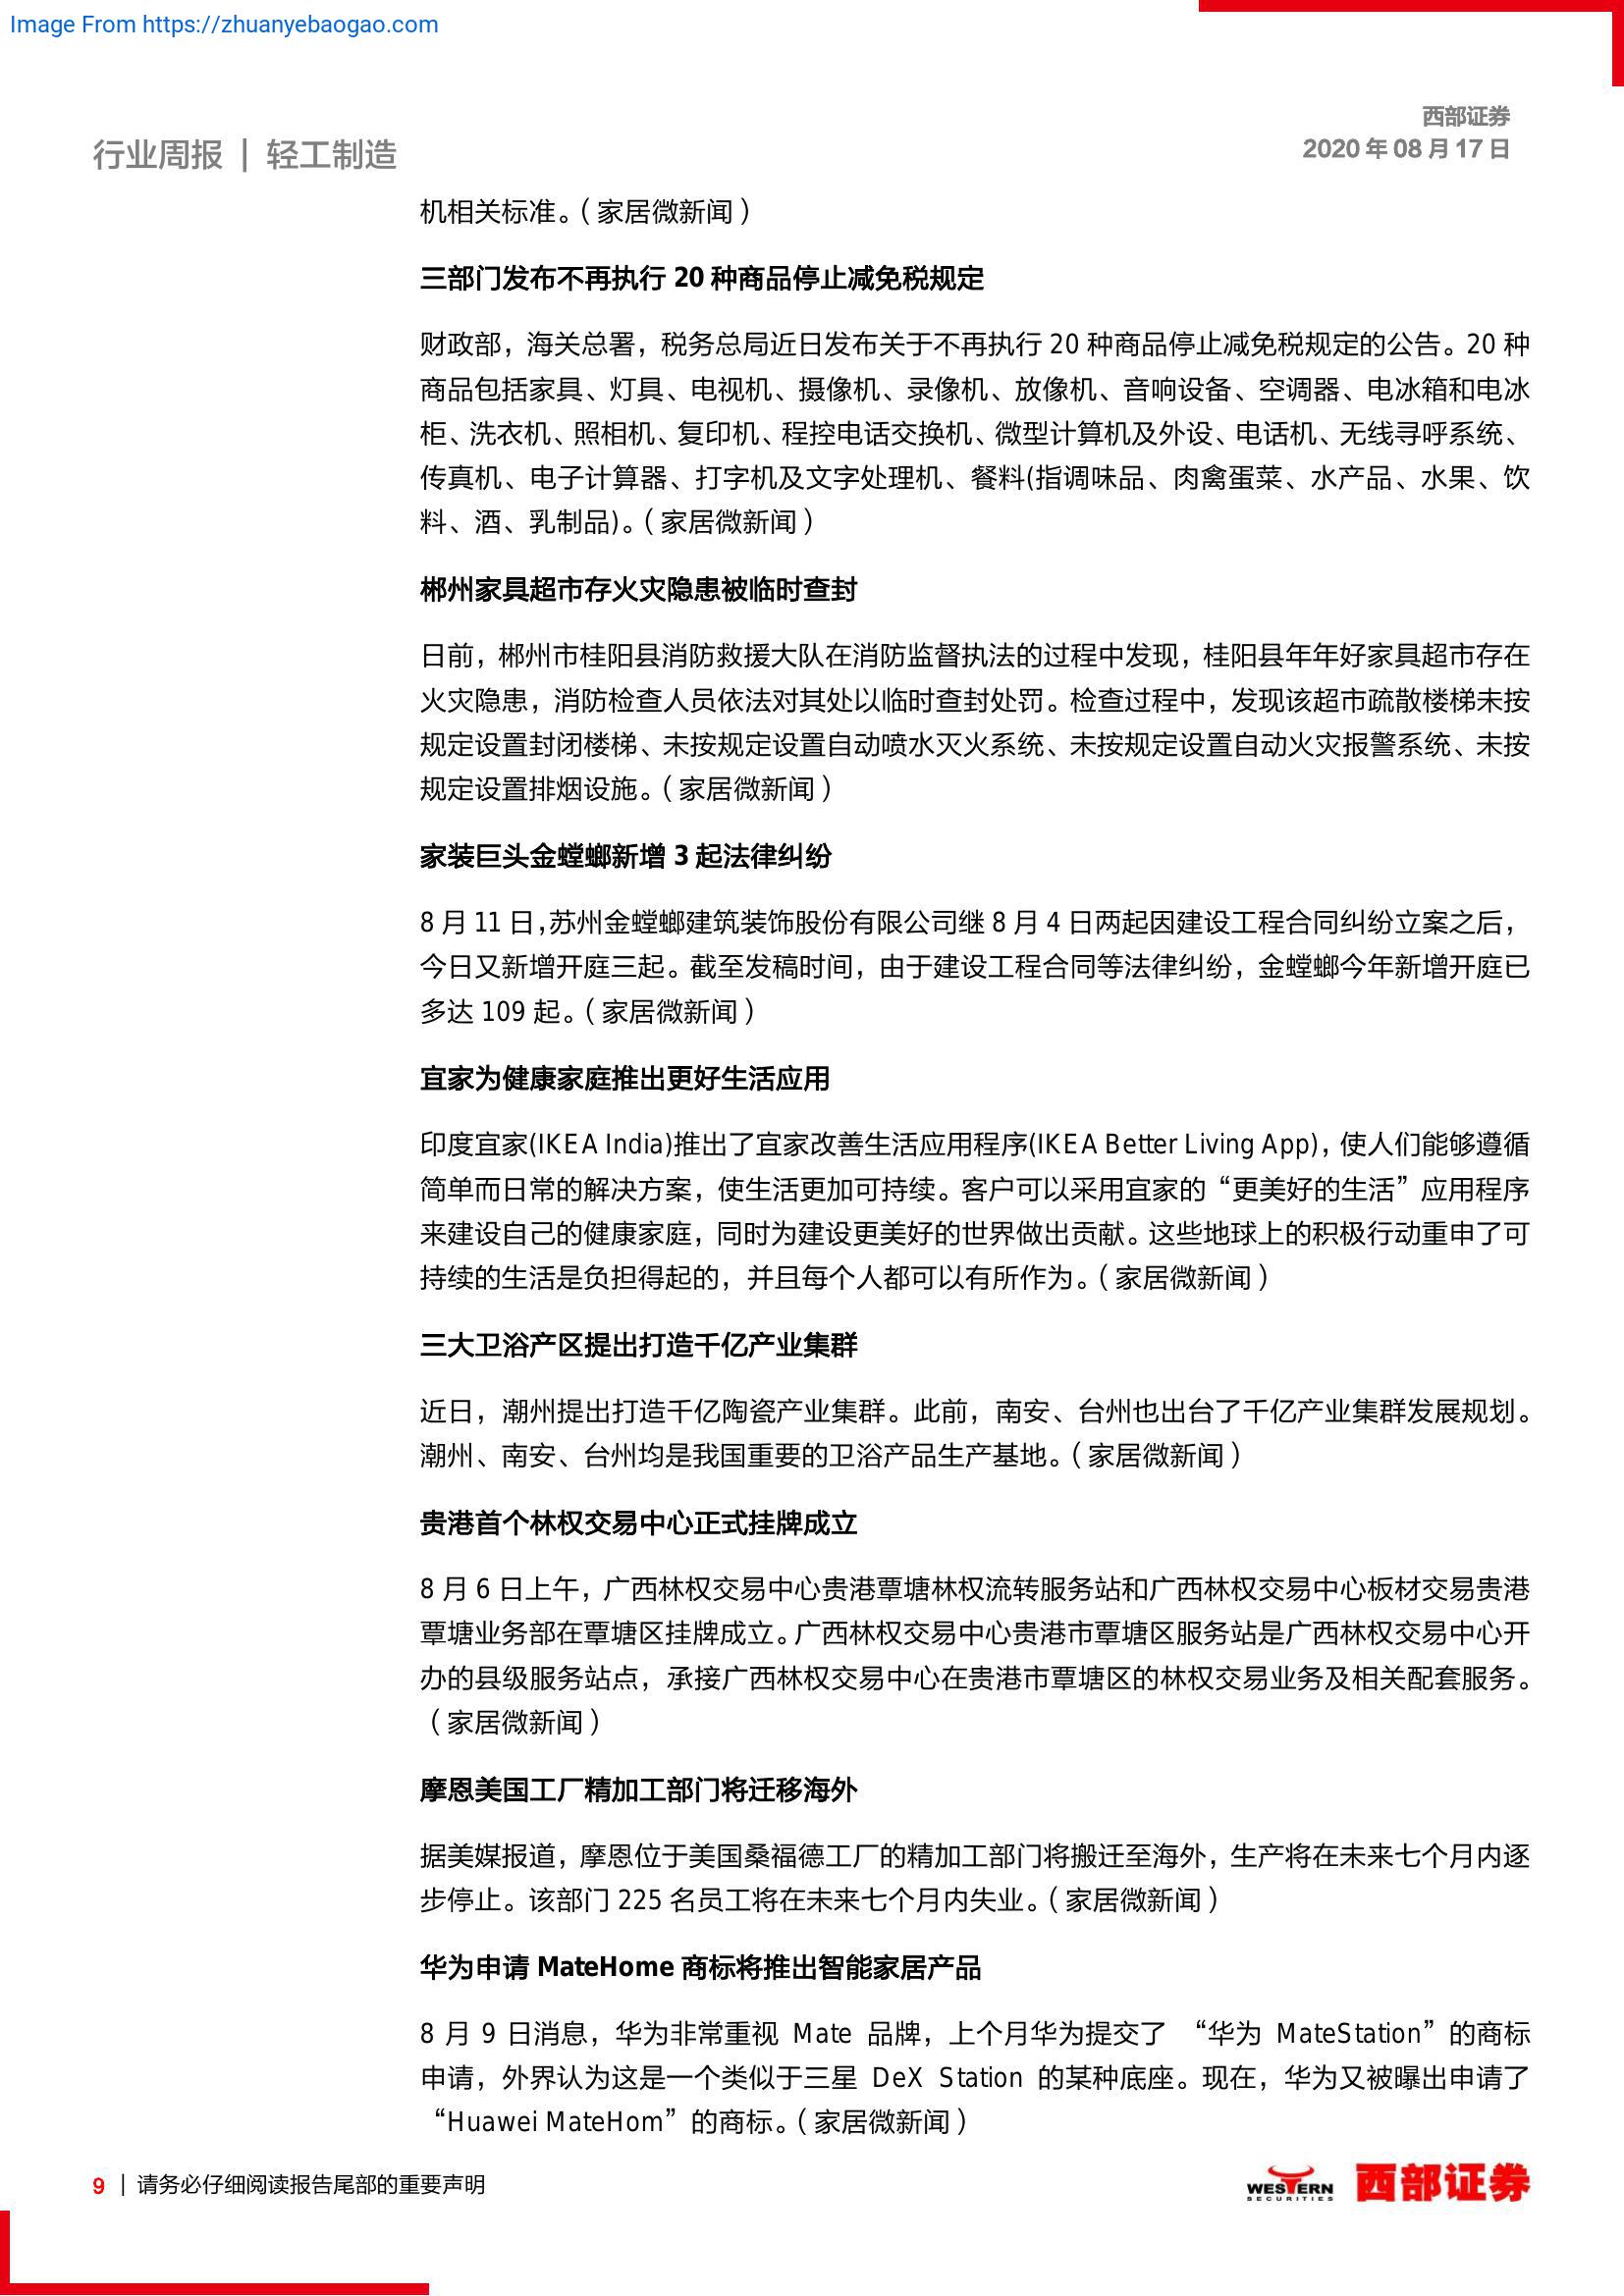 Image From https://zhuanyebaogao.com
西部证券
2020 年 08 月 17 日
行业周报 | 轻工制造
机相关标准。（家居微新闻）
三部门发布不再执行 20 种商品停止减免税规定
财政部，海关总署，税务总局近日发布关于不再执行 20 种商品停止减免税规定的公告。20 种
商品包括家具、灯具、电视机、摄像机、录像机、放像机、音响设备、空调器、电冰箱和电冰
柜、洗衣机、照相机、复印机、程控电话交换机、微型计算机及外设、电话机、无线寻呼系统、
传真机、电子计算器、打字机及文字处理机、餐料(指调味品、肉禽蛋菜、水产品、水果、饮
料、酒、乳制品)。（家居微新闻）
郴州家具超市存火灾隐患被临时查封
日前，郴州市桂阳县消防救援大队在消防监督执法的过程中发现，桂阳县年年好家具超市存在
火灾隐患，消防检查人员依法对其处以临时查封处罚。检查过程中，发现该超市疏散楼梯未按
规定设置封闭楼梯、未按规定设置自动喷水灭火系统、未按规定设置自动火灾报警系统、未按
规定设置排烟设施。（家居微新闻）
家装巨头金螳螂新增 3 起法律纠纷
8 月 11 日,苏州金螳螂建筑装饰股份有限公司继 8 月 4 日两起因建设工程合同纠纷立案之后，
今日又新增开庭三起。截至发稿时间，由于建设工程合同等法律纠纷，金螳螂今年新增开庭已
多达 109 起。（家居微新闻）
宜家为健康家庭推出更好生活应用
印度宜家(IKEA India)推出了宜家改善生活应用程序(IKEA Better Living App)，使人们能够遵循
简单而日常的解决方案，使生活更加可持续。客户可以采用宜家的“更美好的生活”应用程序
来建设自己的健康家庭，同时为建设更美好的世界做出贡献。这些地球上的积极行动重申了可
持续的生活是负担得起的，并且每个人都可以有所作为。（家居微新闻）
三大卫浴产区提出打造千亿产业集群
近日，潮州提出打造千亿陶瓷产业集群。此前，南安、台州也出台了千亿产业集群发展规划。
潮州、南安、台州均是我国重要的卫浴产品生产基地。（家居微新闻）
贵港首个林权交易中心正式挂牌成立
8 月 6 日上午，广西林权交易中心贵港覃塘林权流转服务站和广西林权交易中心板材交易贵港
覃塘业务部在覃塘区挂牌成立。广西林权交易中心贵港市覃塘区服务站是广西林权交易中心开
办的县级服务站点，承接广西林权交易中心在贵港市覃塘区的林权交易业务及相关配套服务。
（家居微新闻）
摩恩美国工厂精加工部门将迁移海外
据美媒报道，摩恩位于美国桑福德工厂的精加工部门将搬迁至海外，生产将在未来七个月内逐
步停止。该部门 225 名员工将在未来七个月内失业。（家居微新闻）
华为申请 MateHome 商标将推出智能家居产品
8 月 9 日消息，华为非常重视 Mate 品牌，上个月华为提交了 “华为 MateStation”的商标
申请，外界认为这是一个类似于三星 DeX Station 的某种底座。现在，华为又被曝出申请了
“Huawei MateHom”的商标。（家居微新闻）
9 | 请务必仔细阅读报告尾部的重要声明
WESTERN
SECURITIES
西部证券